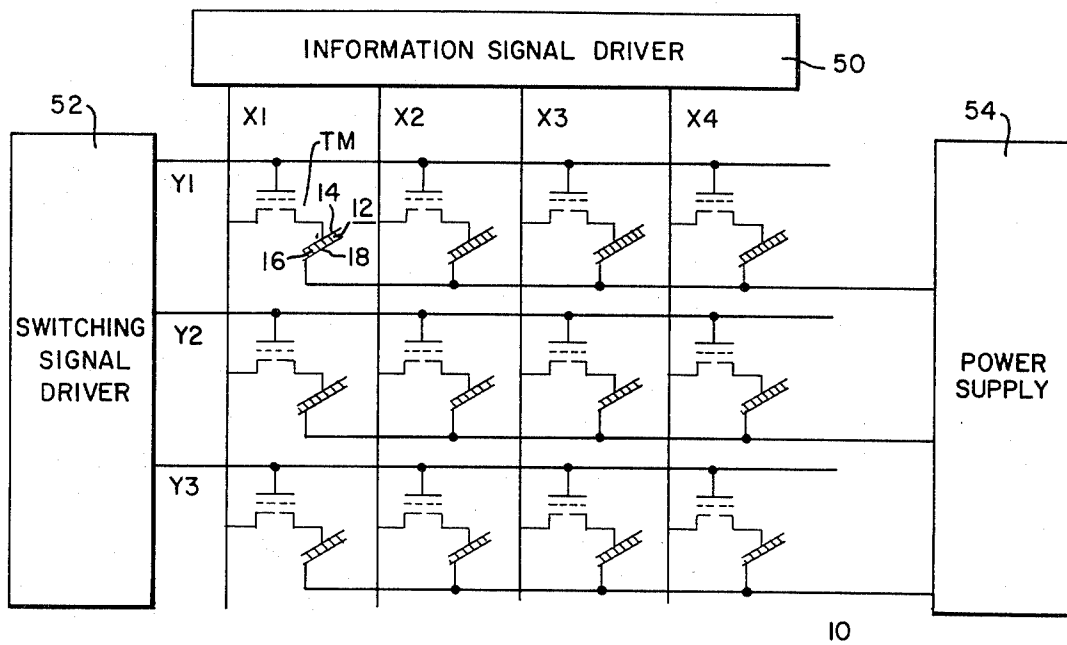 INFORMATION SIGNAL DRIVER
50
52
X1
X2
X3
X4
54
TM
Y1
14
12
16
18
SWITCHING
SIGNAL
DRIVER
Y2
POWER
SUPPLY
Y3
10